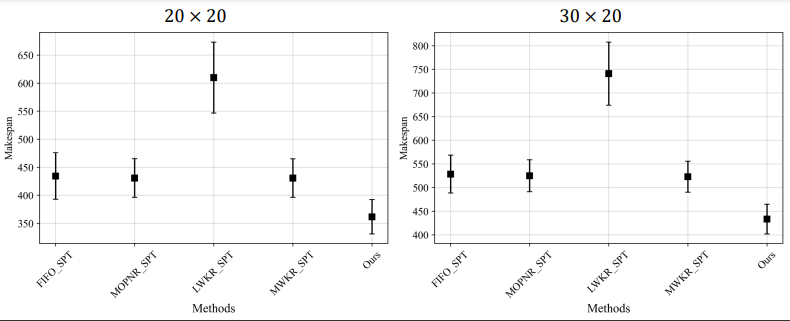 20 × 20
650
600
550
500
450
400
350
Makespan
FIFO_SPT
MOPNR_SPT
LWKR_SPT
MWKR_SPT
Ours
Methods
30 × 20
800
750
700
650
600
550
500
450
400
Makespan
FIFO_SPT
MOPNR_SPT
LWKR_SPT
MWKR_SPT
Ours
Methods